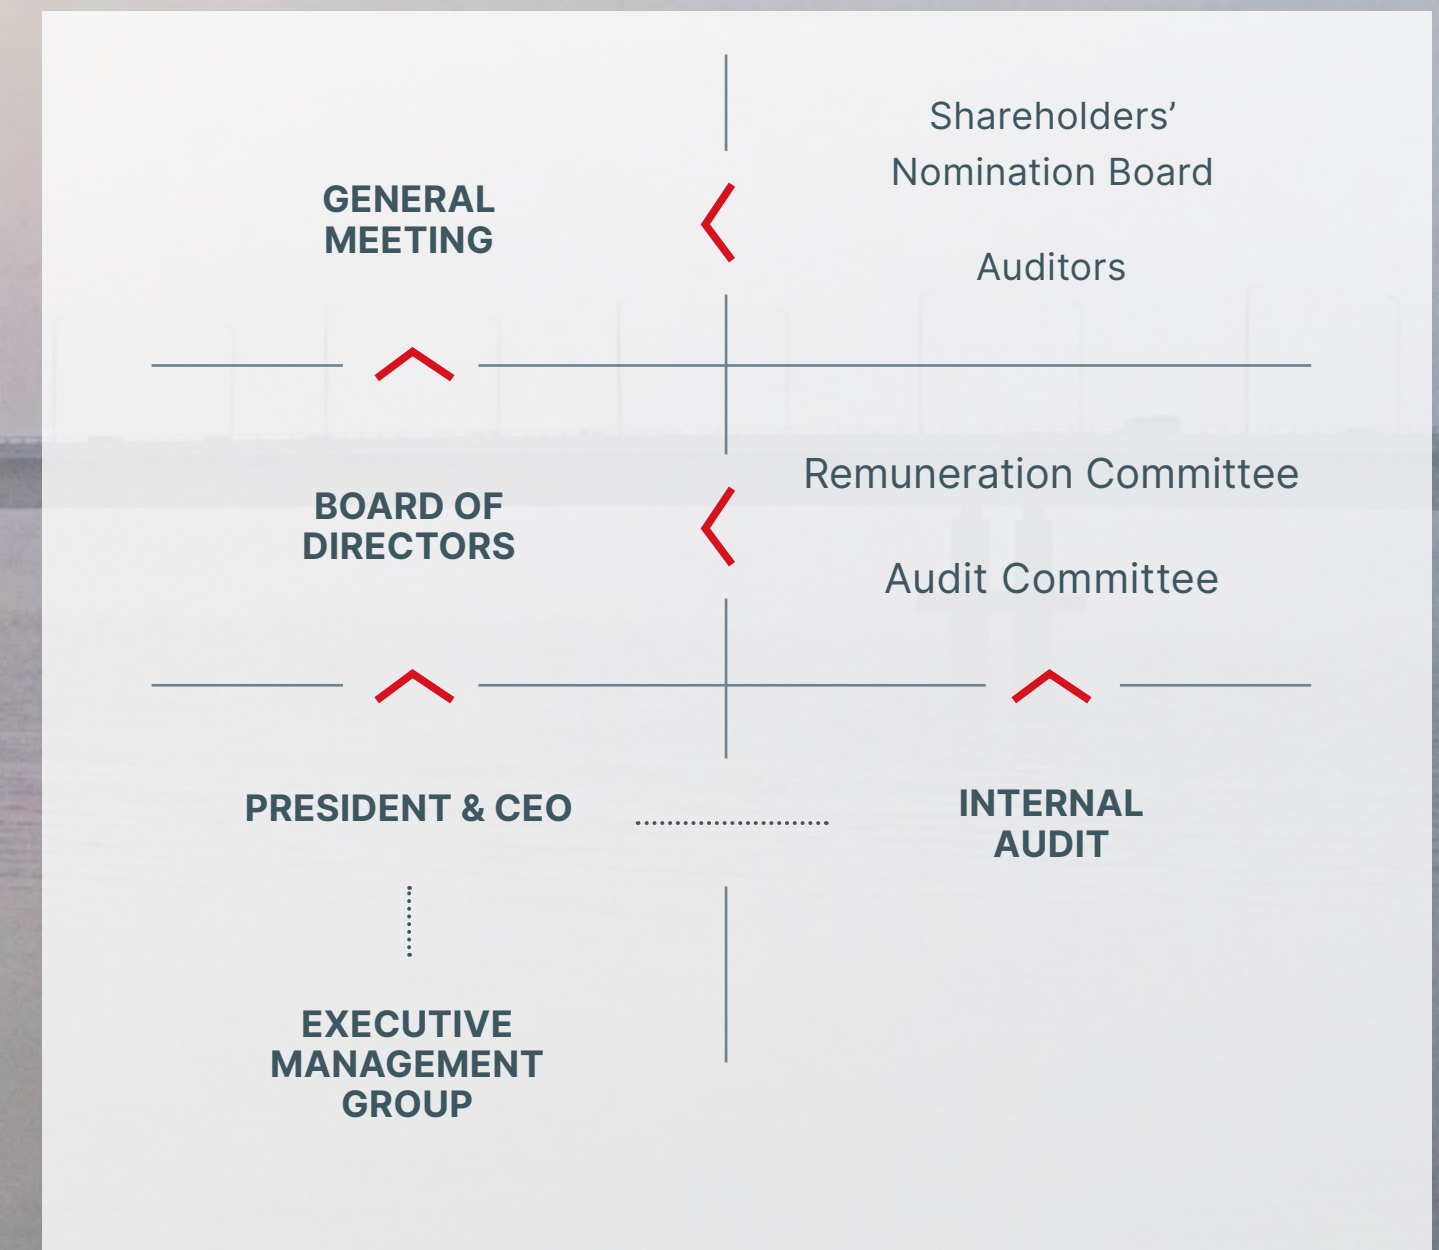 Shareholders’
Nomination Board
GENERAL
MEETING
Auditors
Remuneration Committee
BOARD OF
DIRECTORS
Audit Committee
PRESIDENT & CEO
INTERNAL
AUDIT
EXECUTIVE
MANAGEMENT
GROUP